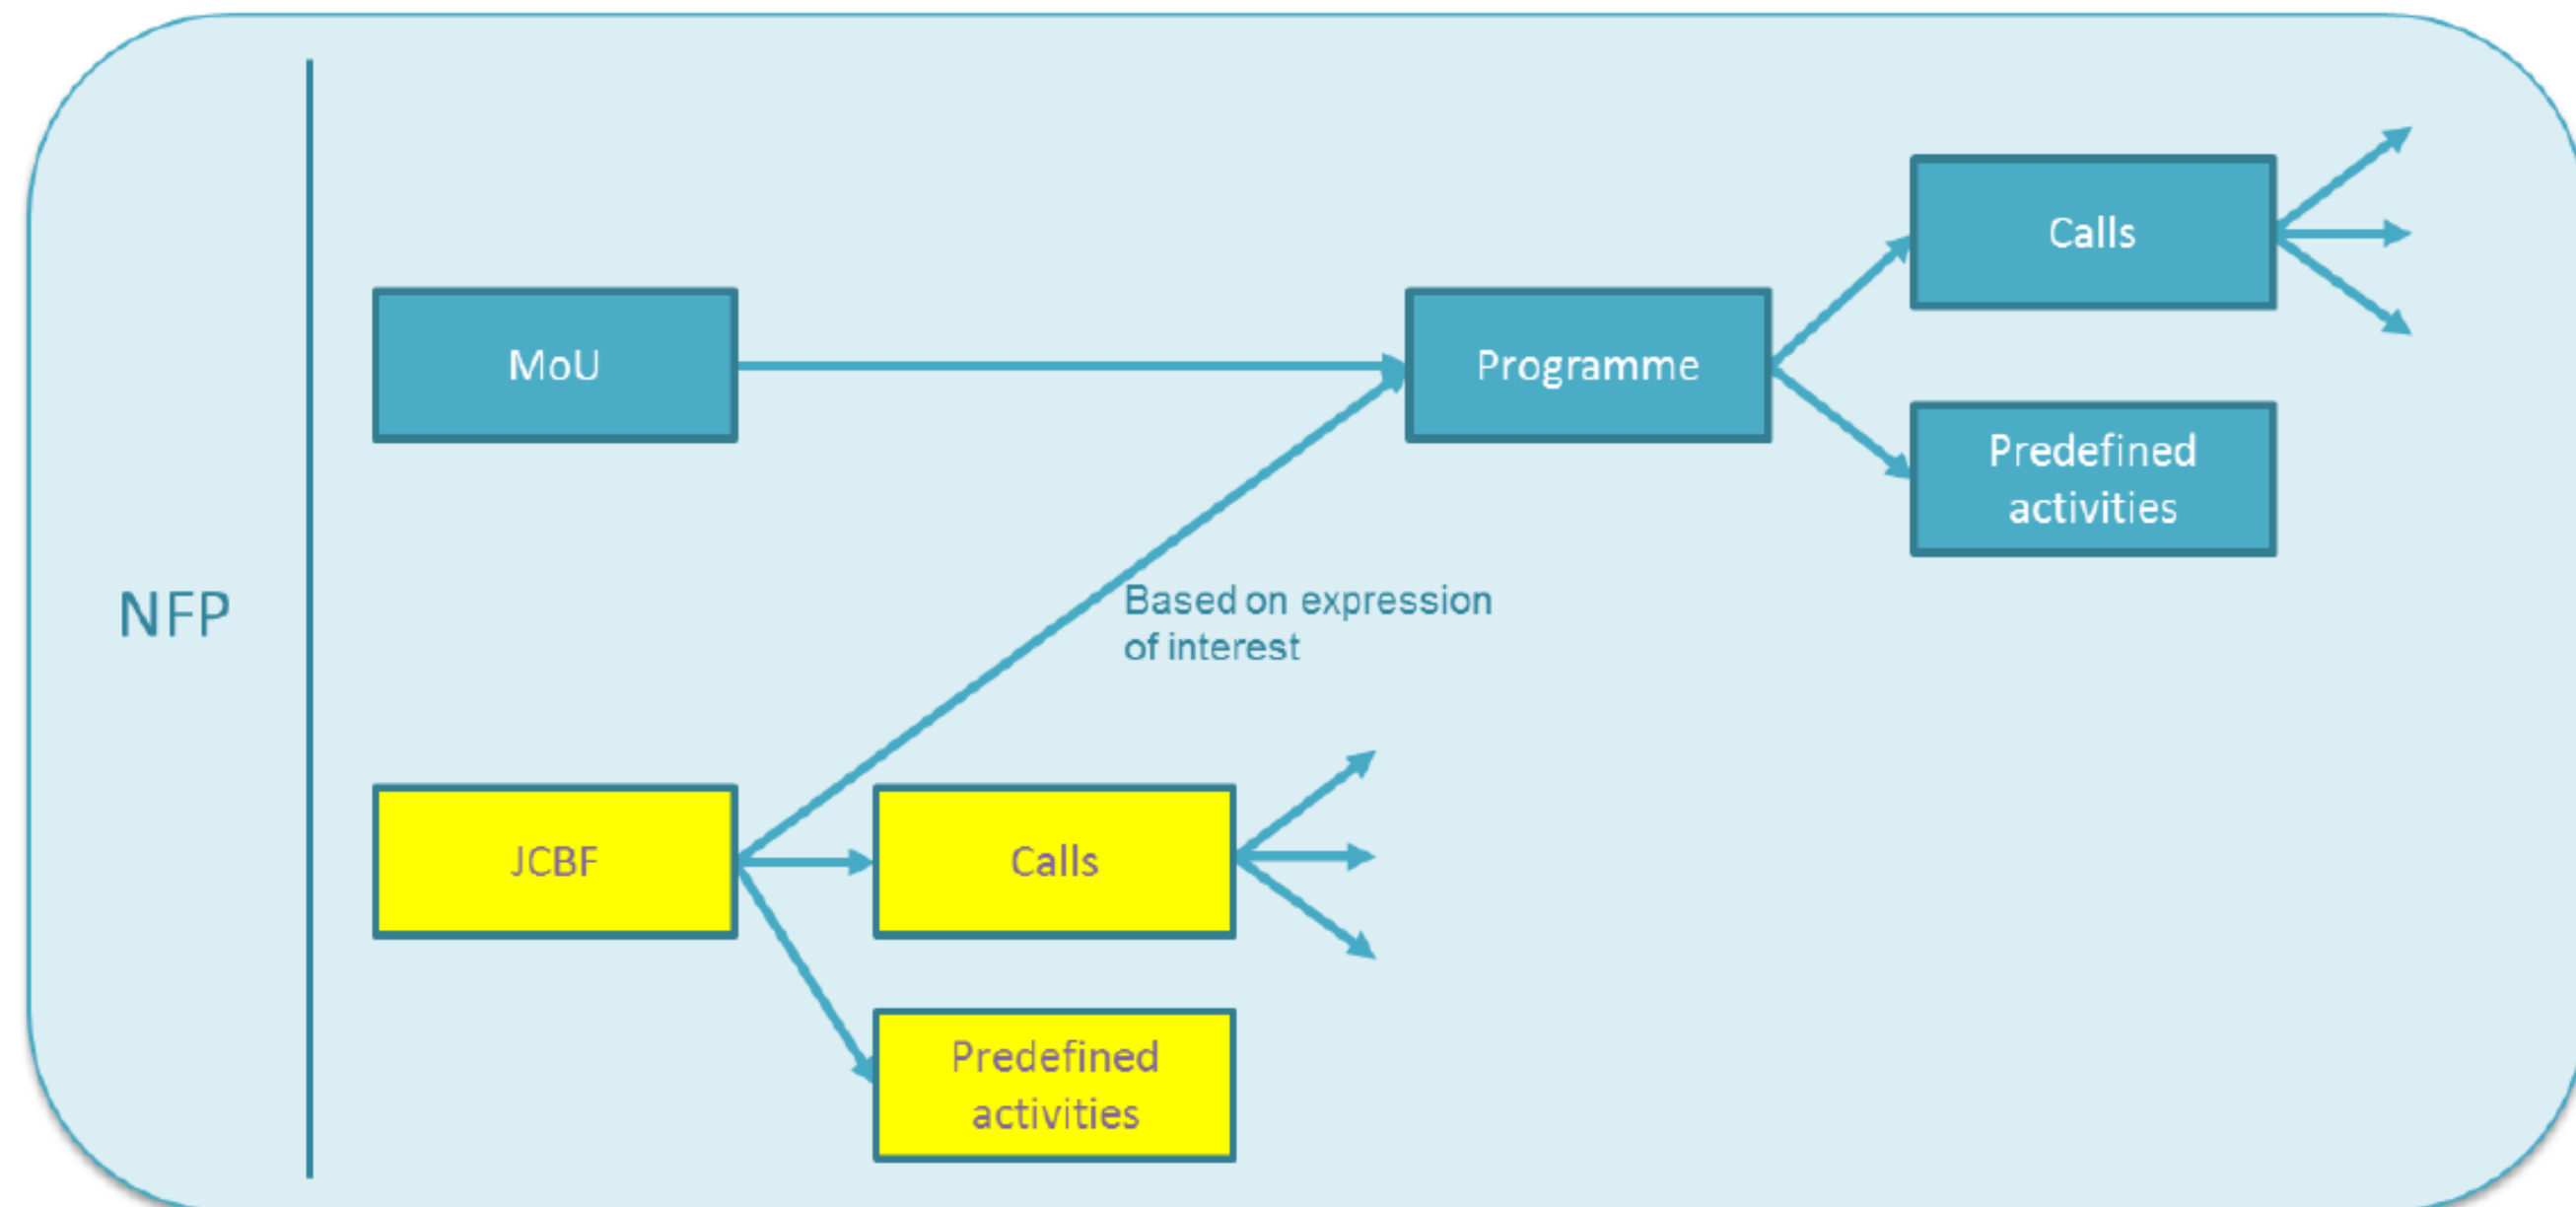 Calls
MoU
Programme
Predefined
activities
NFP
Based on expression
of interest
JCBF
Calls
Predefined
activities